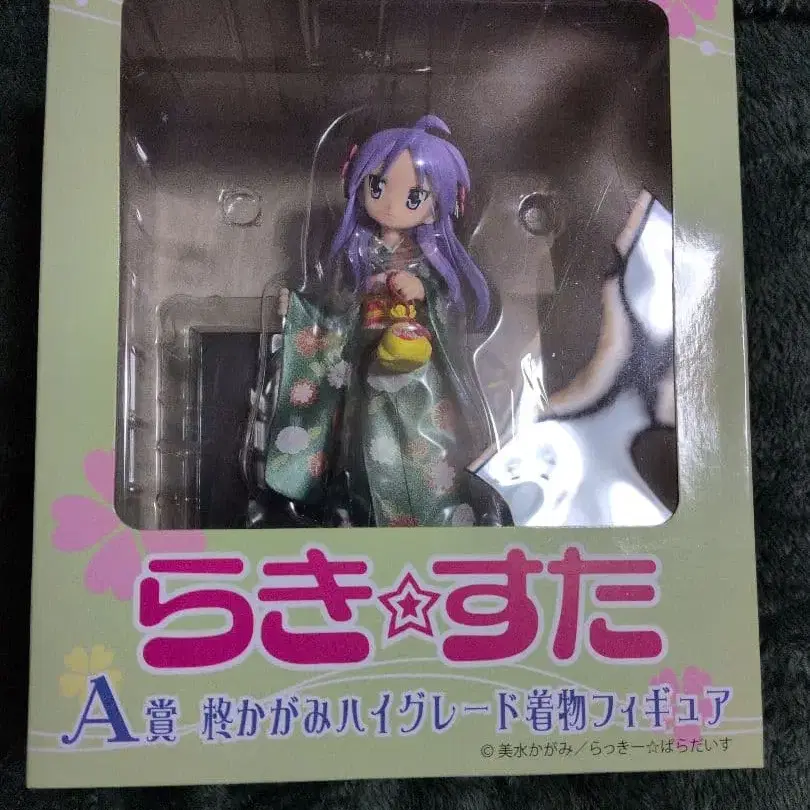 らき☆すた
A賞 柊かがみハイグレード着物フィギュア
© 美水かがみ／らっきー☆ぱらだいす